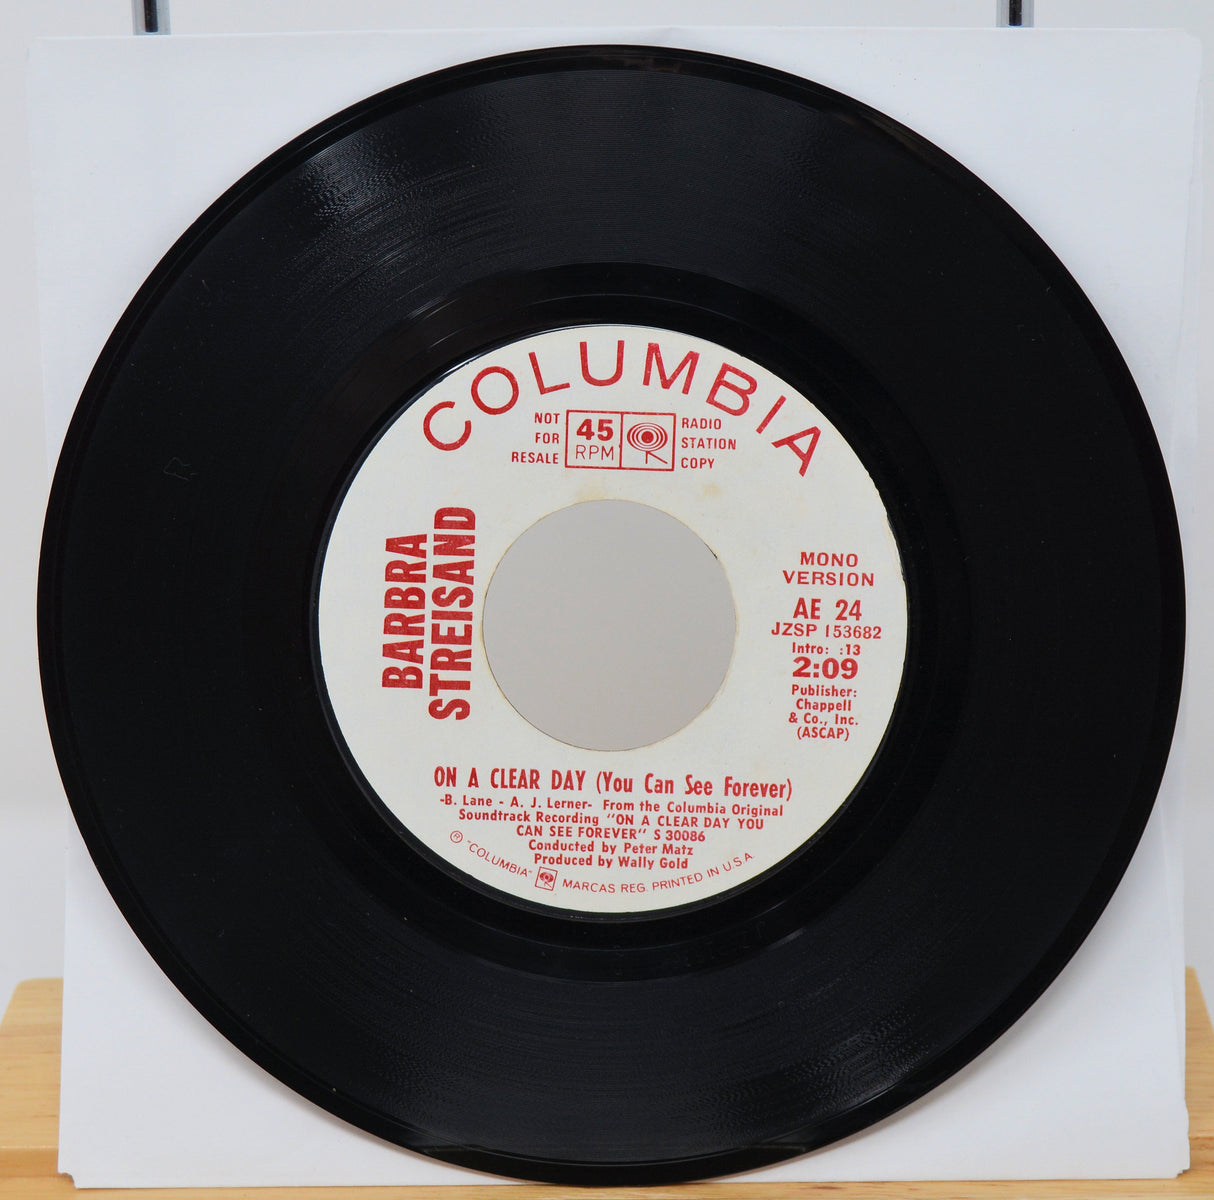 COLUMBIA
NOT
FOR
RESALE
45
RPM
RADIO
STATION
COPY
BARBRA
STREISAND
MONO
VERSION
AE 24
JZSP 153682
Intro: :13
2:09
Publisher:
Chappell
& Co., Inc.
(ASCAP)
ON A CLEAR DAY (You Can See Forever)
-B. Lane - A. J. Lerner- From the Columbia Original
Soundtrack Recording "ON A CLEAR DAY YOU
CAN SEE FOREVER" S 30086
Conducted by Peter Matz
Produced by Wally Gold
℗ "COLUMBIA" MARCAS REG. PRINTED IN U.S.A.